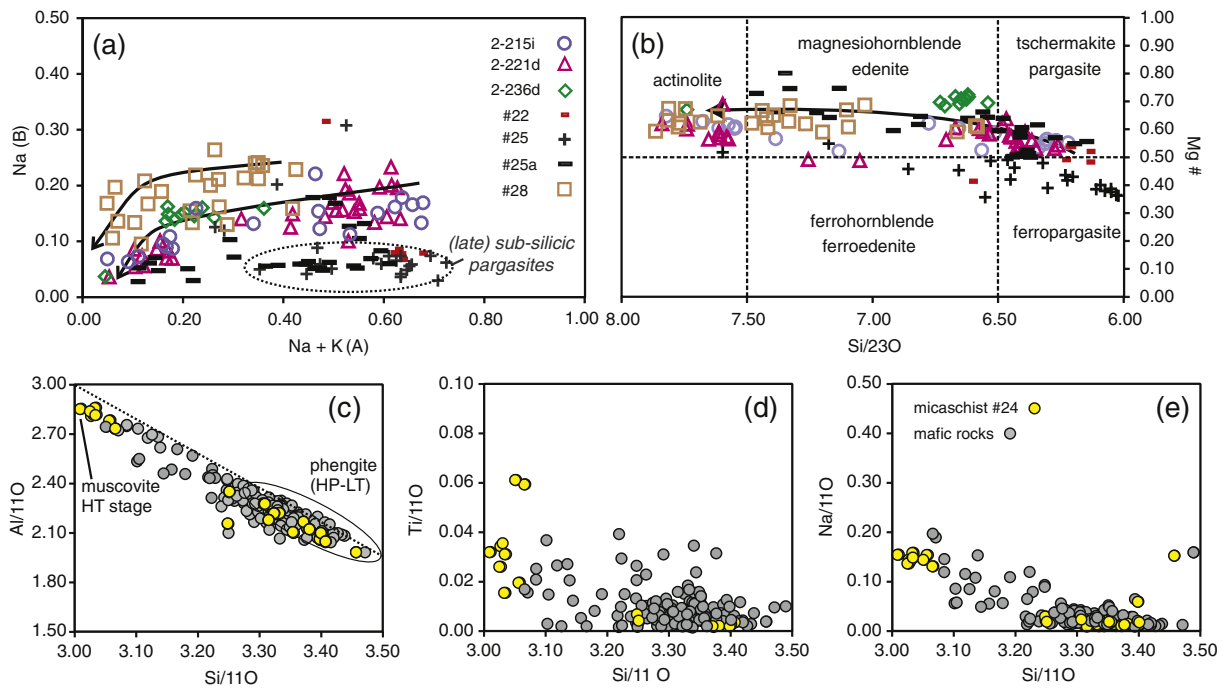 (a)
0.50
0.40
0.30
0.20
0.10
0.00
Na (B)
0.00 0.20 0.40 0.60 0.80 1.00
Na + K (A)
2-215i
2-221d
2-236d
#22
#25
#25a
#28
(late) sub-silicic
pargasites
(b)
magnesiohornblende
edenite
tschermakite
pargasite
actinolite
ferrohornblende
ferroedenite
ferropargasite
1.00
0.90
0.80
0.70
0.60
0.50
0.40
0.30
0.20
0.10
0.00
Mg #
8.00 7.50 7.00 6.50 6.00
Si/23O
(c)
3.00
2.70
2.40
2.10
1.80
1.50
Al/11O
muscovite
HT stage
phengite
(HP-LT)
3.00 3.10 3.20 3.30 3.40 3.50
Si/11O
(d)
0.10
0.08
0.06
0.04
0.02
0.00
Ti/11O
3.00 3.10 3.20 3.30 3.40 3.50
Si/11 O
(e)
0.50
0.40
0.30
0.20
0.10
0.00
Na/11O
micaschist #24
mafic rocks
3.00 3.10 3.20 3.30 3.40 3.50
Si/11O